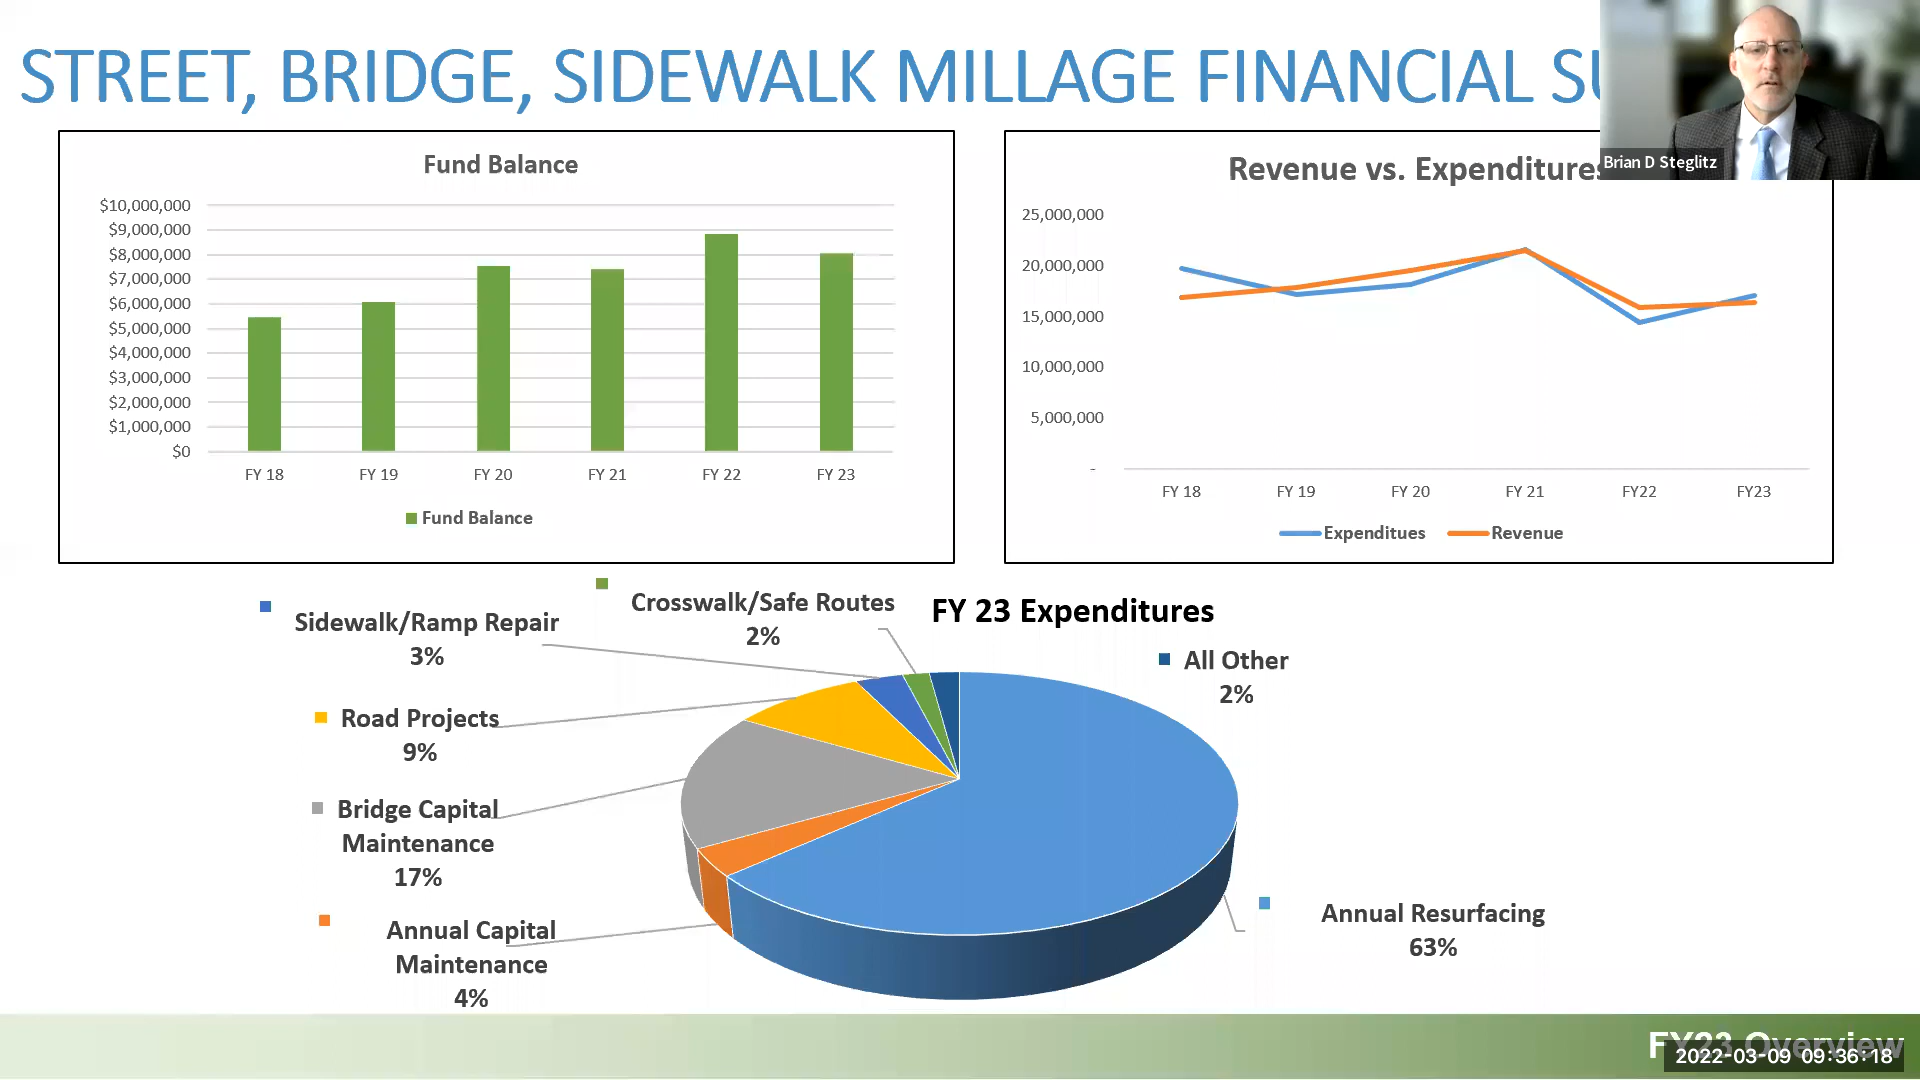 STREET, BRIDGE, SIDEWALK MILLAGE FINANCIAL
Brian D Steglitz
Fund Balance
$10,000,000
$9,000,000
$8,000,000
$7,000,000
$6,000,000
$5,000,000
$4,000,000
$3,000,000
$2,000,000
$1,000,000
$0
FY 18 FY 19 FY 20 FY 21 FY 22 FY 23
Fund Balance
Revenue vs. Expenditures
25,000,000
20,000,000
15,000,000
10,000,000
5,000,000
-
FY 18 FY 19 FY 20 FY 21 FY22 FY23
Expenditues Revenue
FY 23 Expenditures
Crosswalk/Safe Routes
2%
Sidewalk/Ramp Repair
3%
All Other
2%
Road Projects
9%
Bridge Capital
Maintenance
17%
Annual Capital
Maintenance
4%
Annual Resurfacing
63%
FY23 Overview
2022-03-09 09:36:18